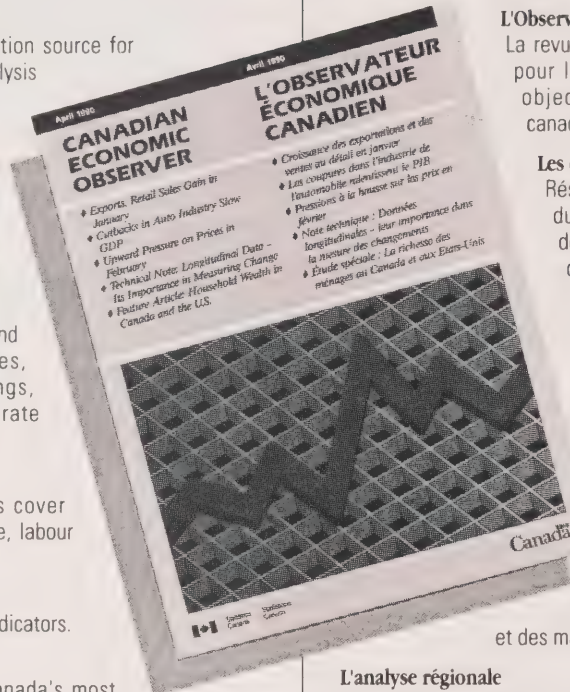 tion source for
lysis
nd
es,
ngs,
rate
s cover
e, labour
dicators.
nada's most
April 1990
CANADIAN
ECONOMIC
OBSERVER
♦ Exports, Retail Sales Gain in
January
♦ Cutbacks in Auto Industry Slow
GDP
♦ Upward Pressure on Prices in
February
♦ Technical Note: Longitudinal Data –
Its Importance in Measuring Change
♦ Feature Article: Household Wealth in
Canada and the U.S.
Avril 1990
L'OBSERVATEUR
ÉCONOMIQUE
CANADIEN
♦ Croissance des exportations et des
ventes au détail en janvier
♦ Les coupures dans l'industrie de
l'automobile ralentissent le PIB
♦ Pressions à la hausse sur les prix en
février
♦ Note technique : Données
longitudinales – leur importance dans
la mesure des changements
♦ Étude spéciale : La richesse des
ménages au Canada et aux États-Unis
Statistics Canada
Statistique Canada
Canada
L'Observ
La revu
pour l
objec
cana
Les
Rés
du
d
et des m
L'analyse régionale